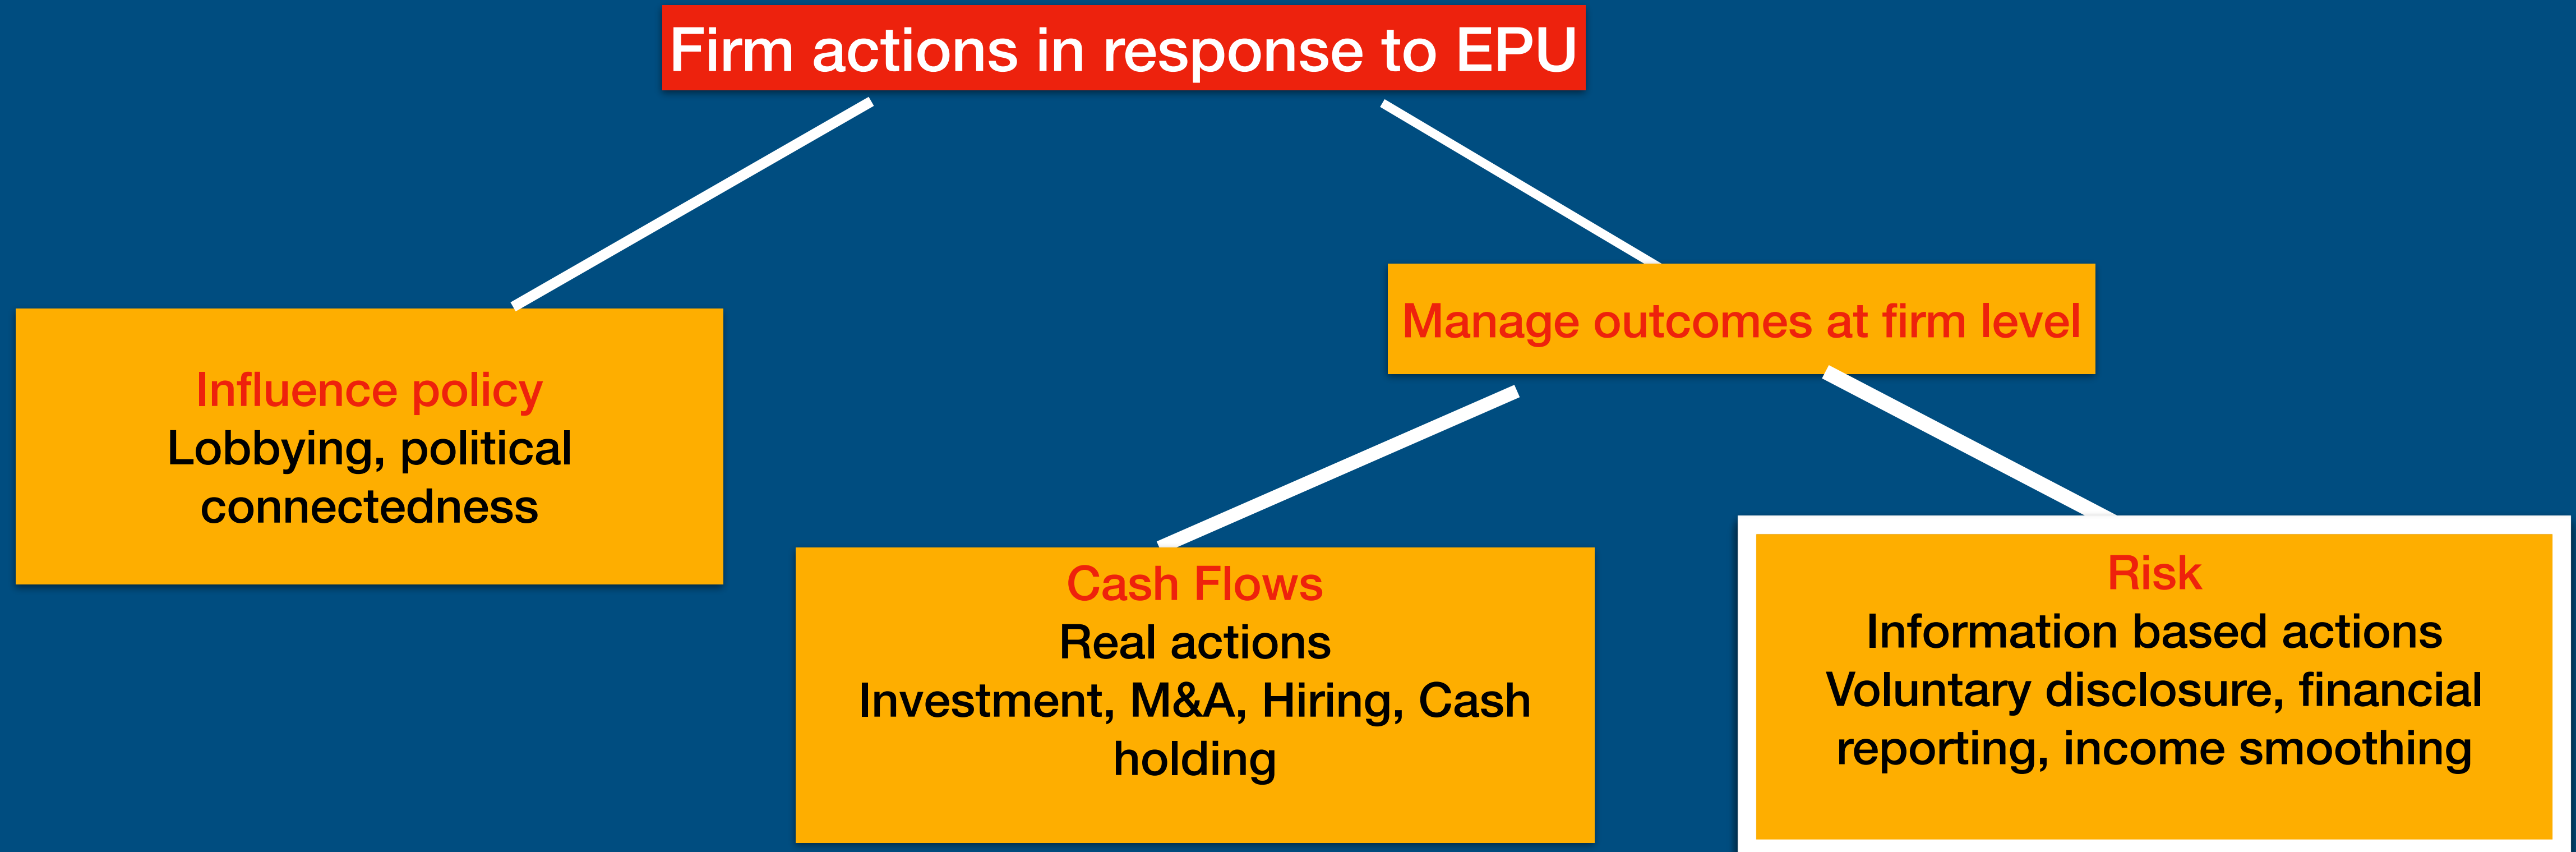 Firm actions in response to EPU
Manage outcomes at firm level
Influence policy
Lobbying, political
connectedness
Cash Flows
Real actions
Investment, M&A, Hiring, Cash
holding
Risk
Information based actions
Voluntary disclosure, financial
reporting, income smoothing